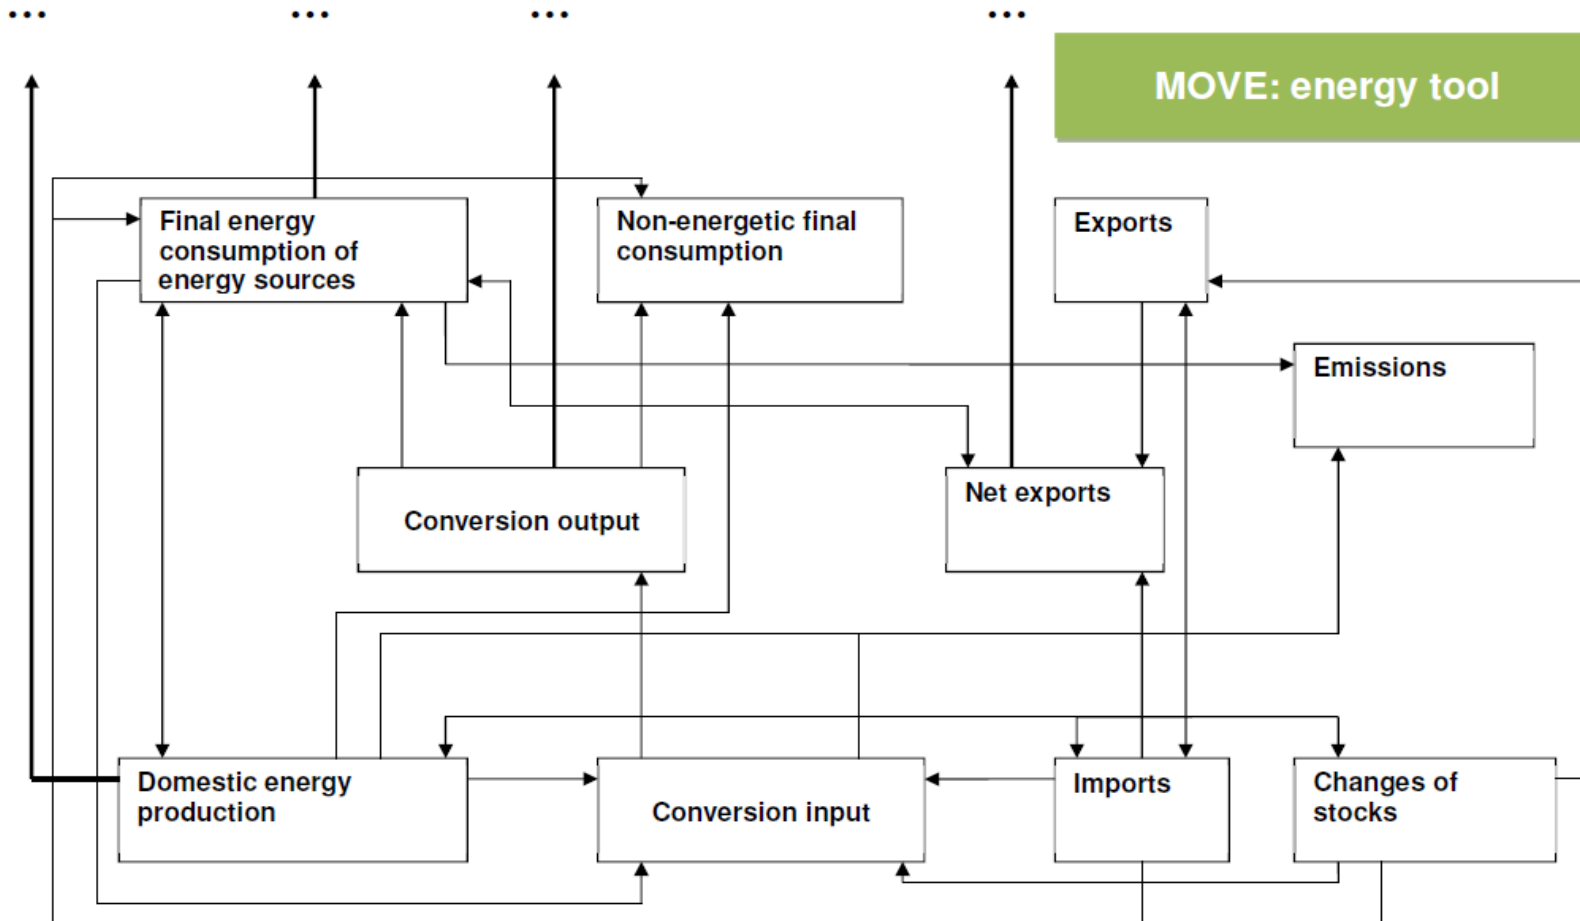 ... ... ... ...
MOVE: energy tool
Final energy
consumption of
energy sources
Non-energetic final
consumption
Exports
Emissions
Conversion output
Net exports
Domestic energy
production
Conversion input
Imports
Changes of
stocks